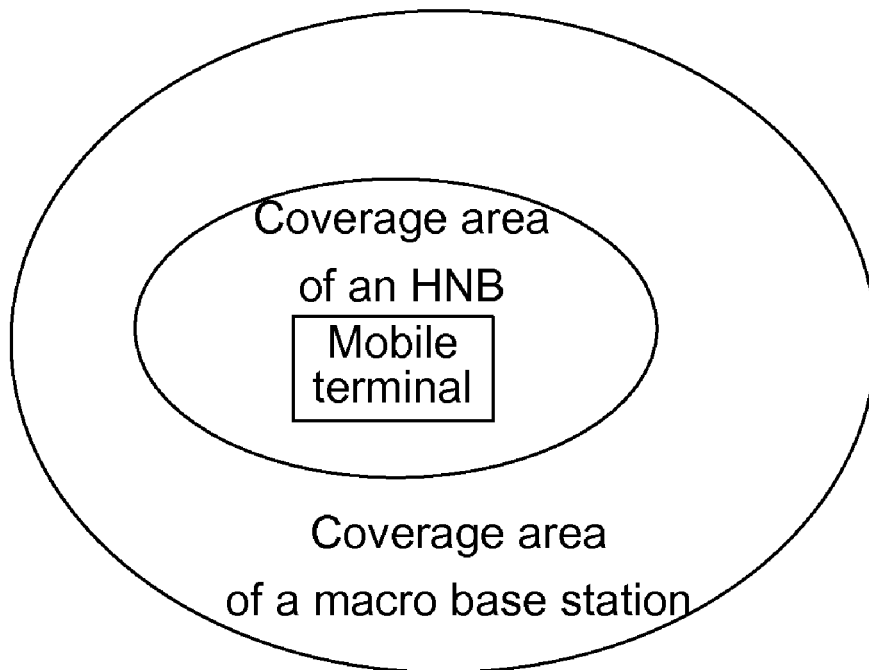 Coverage area
of an HNB
Mobile
terminal
Coverage area
of a macro base station